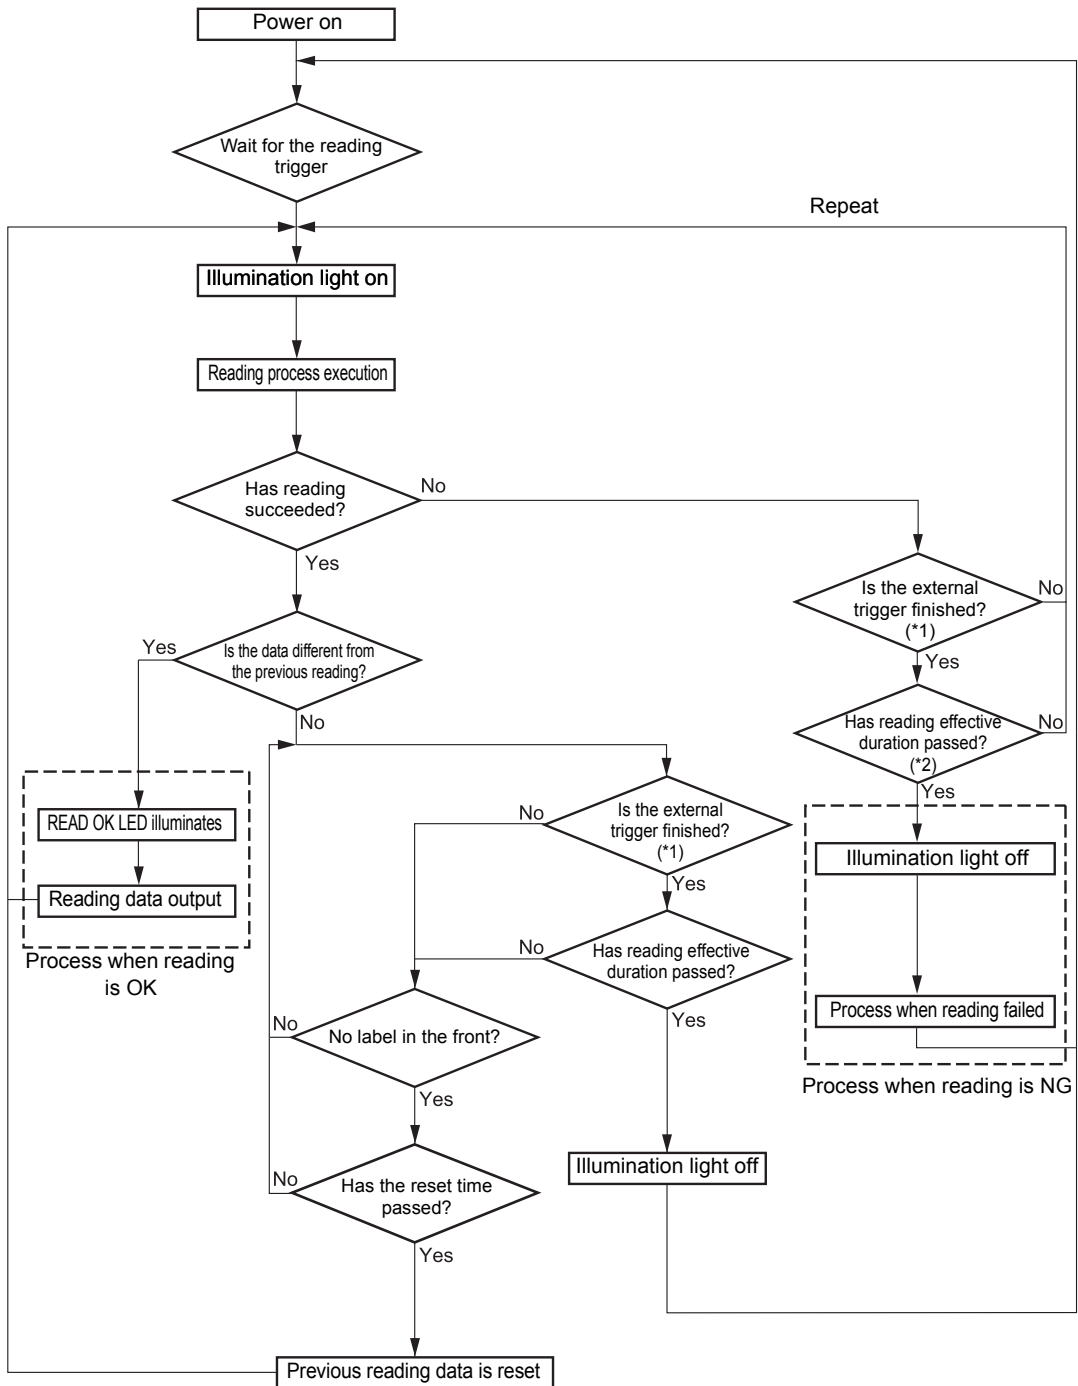 Power on
Wait for the reading
trigger
Repeat
Illumination light on
Reading process execution
Has reading
succeeded?
No
Yes
Is the external
trigger finished?
(*1)
No
Yes
Is the data different from
the previous reading?
Yes
No
Has reading effective
duration passed?
(*2)
No
Yes
READ OK LED illuminates
Reading data output
Process when reading
is OK
Is the external
trigger finished?
(*1)
No
Yes
Illumination light off
Process when reading failed
Process when reading is NG
Has reading effective
duration passed?
No
Yes
No label in the front?
No
Yes
Illumination light off
Has the reset time
passed?
No
Yes
Previous reading data is reset